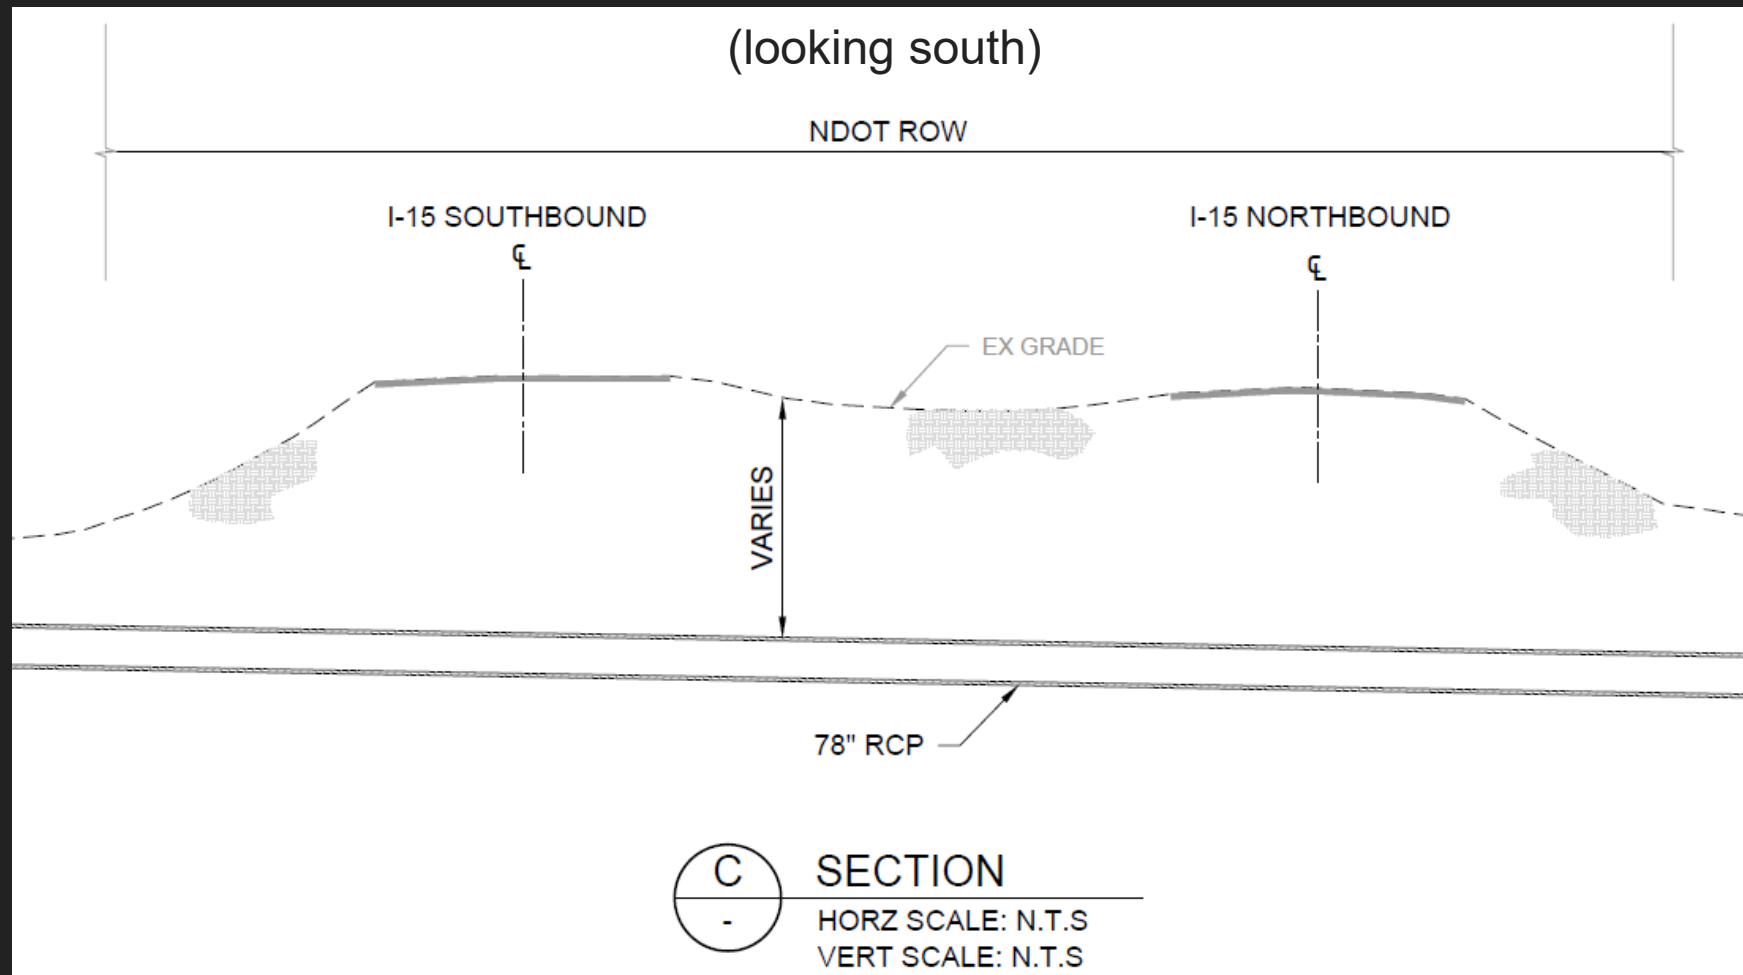 (looking south)
NDOT ROW
I-15 SOUTHBOUND
℄
I-15 NORTHBOUND
℄
EX GRADE
VARIES
78" RCP
C
-
SECTION
HORZ SCALE: N.T.S
VERT SCALE: N.T.S